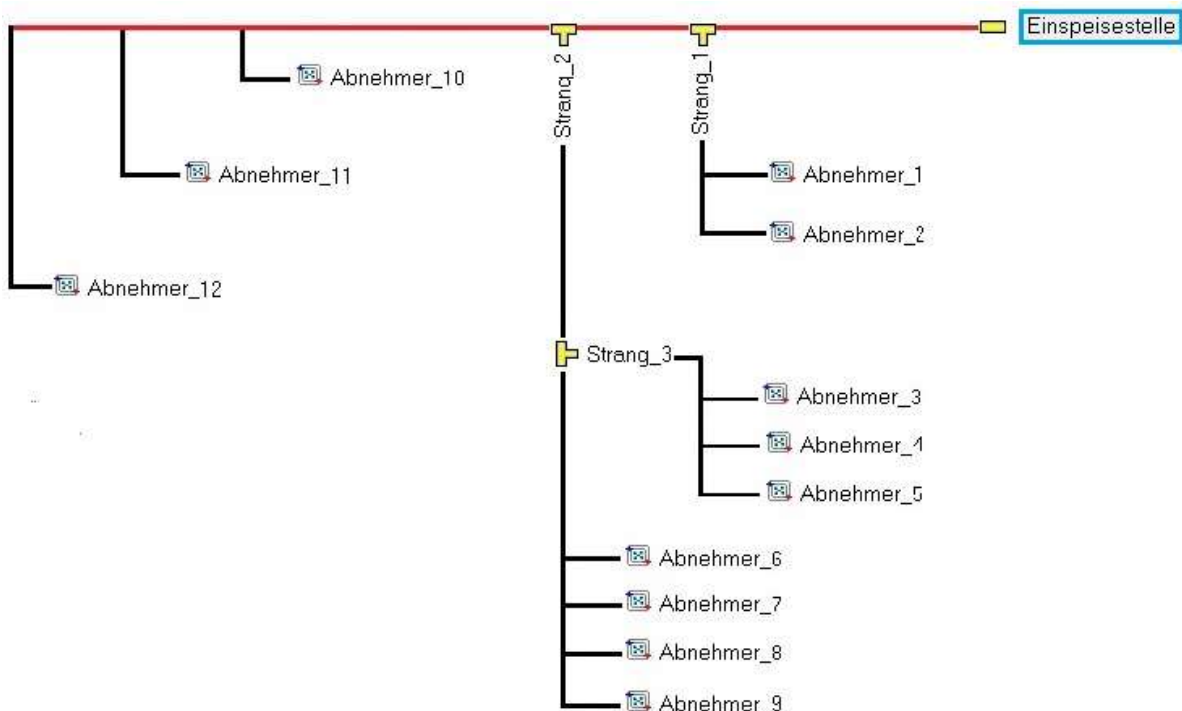 Einspeisestelle
Strang_2
Strang_1
Abnehmer_10
Abnehmer_11
Abnehmer_1
Abnehmer_2
Abnehmer_12
Strang_3
Abnehmer_3
Abnehmer_4
Abnehmer_5
Abnehmer_6
Abnehmer_7
Abnehmer_8
Abnehmer_9